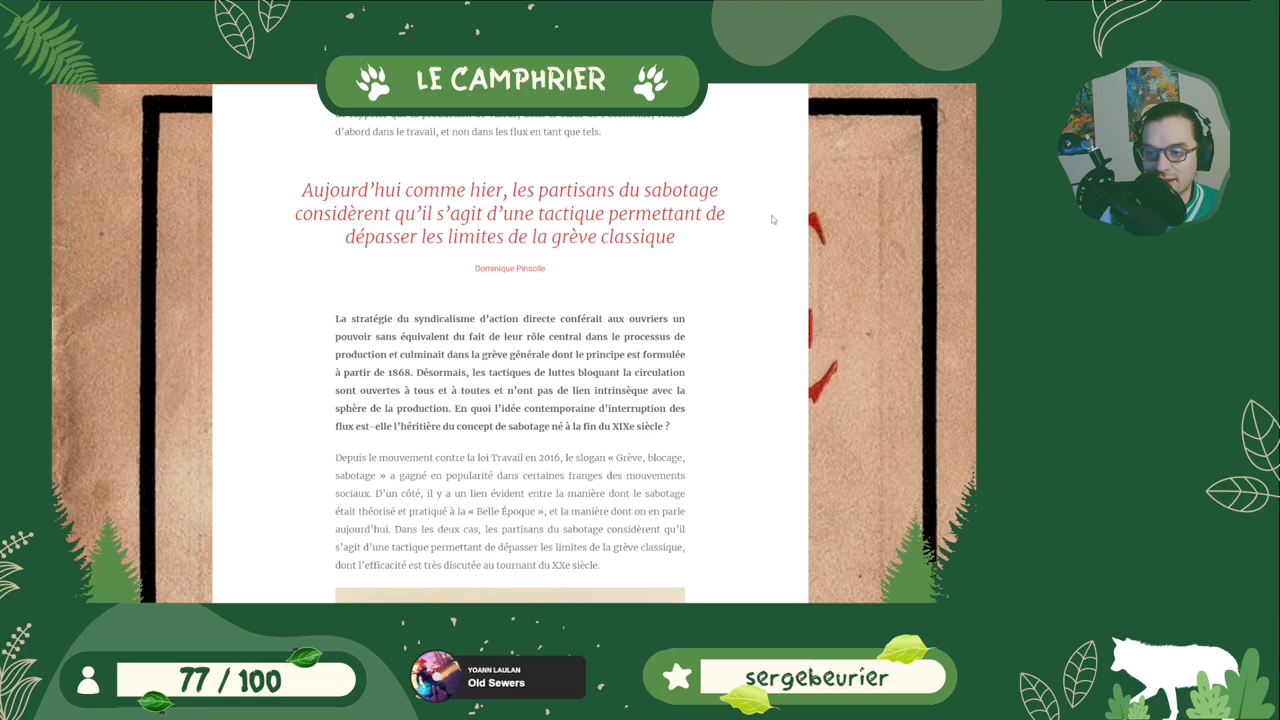 LE CAMPHRIER
d'abord dans le travail, et non dans les flux en tant que tels.
Aujourd'hui comme hier, les partisans du sabotage
considèrent qu'il s'agit d'une tactique permettant de
dépasser les limites de la grève classique
Dominique Pinsolle
La stratégie du syndicalisme d'action directe conférait aux ouvriers un
pouvoir sans équivalent du fait de leur rôle central dans le processus de
production et culminait dans la grève générale dont le principe est formulée
à partir de 1868. Désormais, les tactiques de luttes bloquant la circulation
sont ouvertes à tous et à toutes et n'ont pas de lien intrinsèque avec la
sphère de la production. En quoi l'idée contemporaine d'interruption des
flux est-elle l'héritière du concept de sabotage né à la fin du XIXe siècle ?
Depuis le mouvement contre la loi Travail en 2016, le slogan « Grève, blocage,
sabotage » a gagné en popularité dans certaines franges des mouvements
sociaux. D'un côté, il y a un lien évident entre la manière dont le sabotage
était théorisé et pratiqué à la « Belle Époque », et la manière dont on en parle
aujourd'hui. Dans les deux cas, les partisans du sabotage considèrent qu'il
s'agit d'une tactique permettant de dépasser les limites de la grève classique,
dont l'efficacité est très discutée au tournant du XXe siècle.
77 / 100
YOANN LAULAN
Old Sewers
sergebeurier